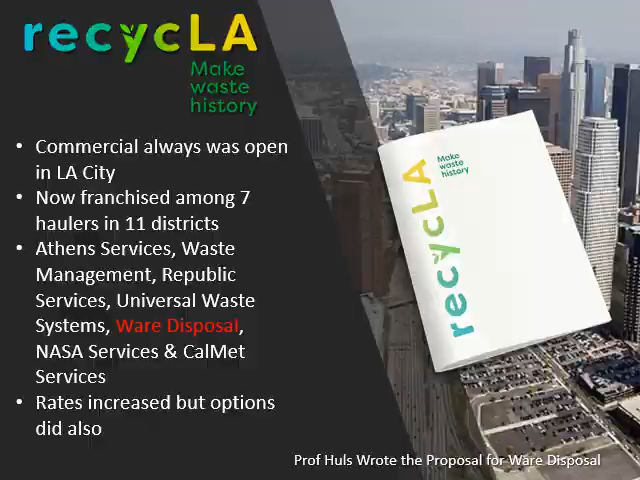 recycLA
Make
waste
history
• Commercial always was open
in LA City
• Now franchised among 7
haulers in 11 districts
• Athens Services, Waste
Management, Republic
Services, Universal Waste
Systems, Ware Disposal,
NASA Services & CalMet
Services
• Rates increased but options
did also
recycLA
Make
waste
history
Prof Huls Wrote the Proposal for Ware Disposal